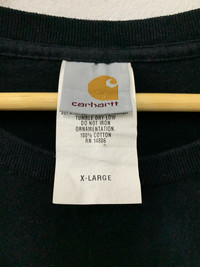 carhartt
TUMBLE DRY LOW
DO NOT IRON
ORNAMENTATION.
100% COTTON
RN 14806
X-LARGE